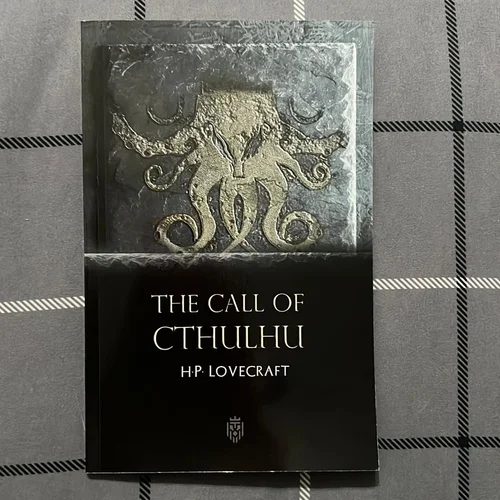 THE CALL OF
CTHULHU
H·P· LOVECRAFT